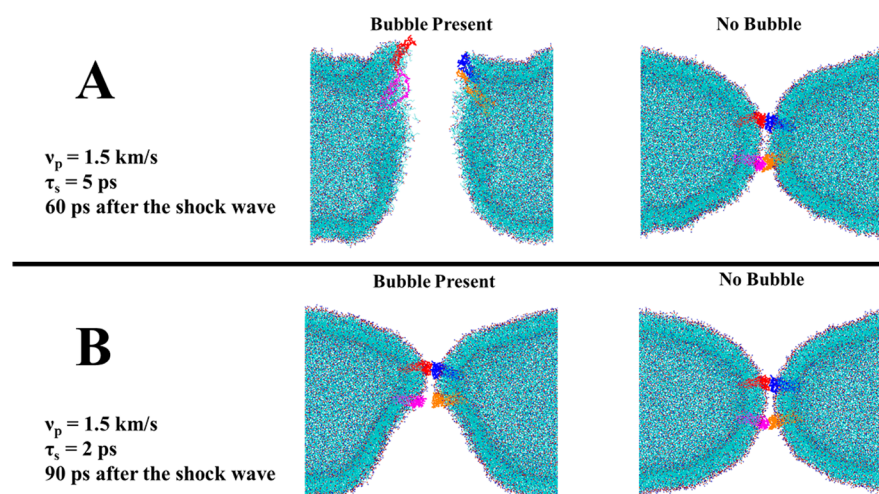 Bubble Present
No Bubble
A
νp = 1.5 km/s
τs = 5 ps
60 ps after the shock wave
Bubble Present
No Bubble
B
νp = 1.5 km/s
τs = 2 ps
90 ps after the shock wave